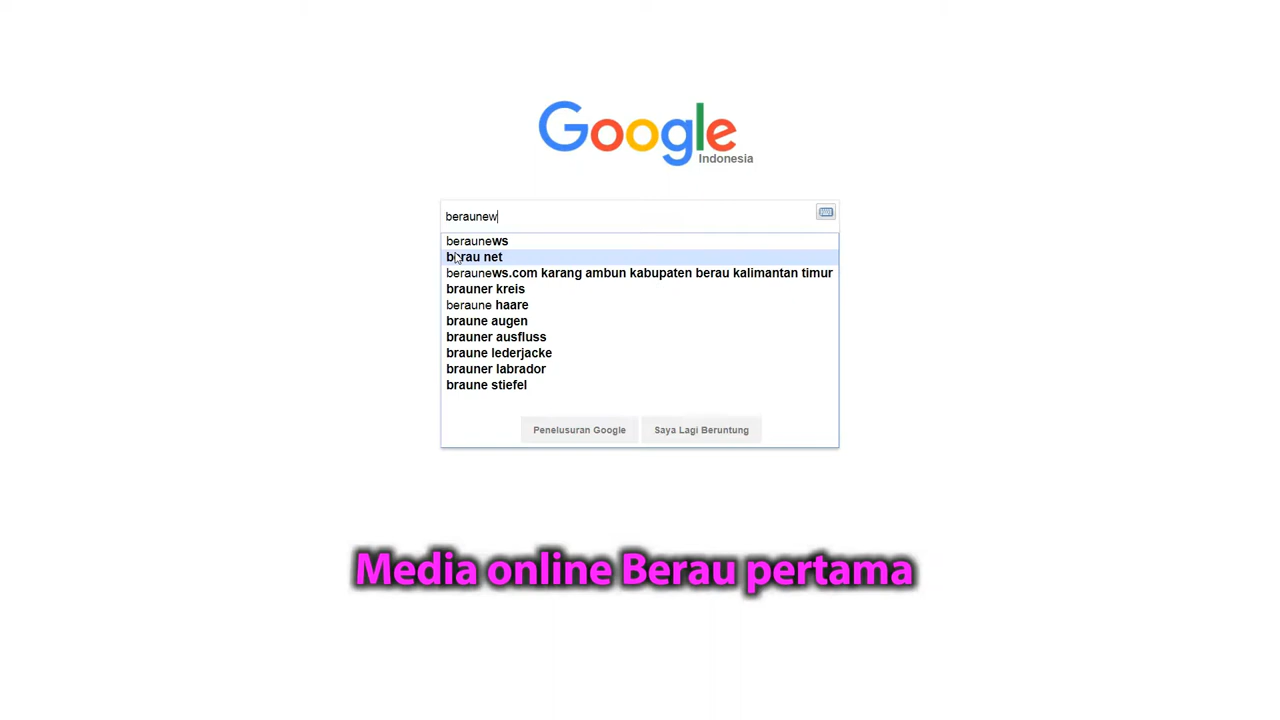 Google
Indonesia
beraunew
beraunews
berau net
beraunews.com karang ambun kabupaten berau kalimantan timur
brauner kreis
beraune haare
braune augen
brauner ausfluss
braune lederjacke
brauner labrador
braune stiefel
Penelusuran Google Saya Lagi Beruntung
Media online Berau pertama